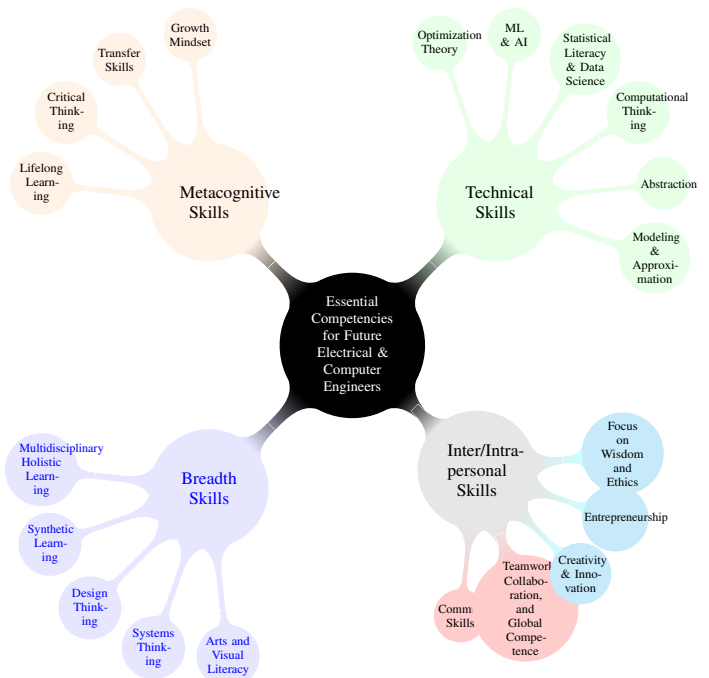 Growth
Mindset
Transfer
Skills
Critical
Think-
ing
Lifelong
Learn-
ing
Metacognitive
Skills
Optimization
Theory
ML
& AI
Statistical
Literacy
& Data
Science
Computational
Think-
ing
Abstraction
Modeling
&
Approxi-
mation
Technical
Skills
Essential
Competencies
for Future
Electrical &
Computer
Engineers
Multidisciplinary
Holistic
Learn-
ing
Synthetic
Learn-
ing
Design
Think-
ing
Systems
Think-
ing
Arts and
Visual
Literacy
Breadth
Skills
Inter/Intra-
personal
Skills
Focus
on
Wisdom
and
Ethics
Entrepreneurship
Creativity
& Inno-
vation
Teamwork
Collabo-
ration,
and
Global
Compe-
tence
Comm
Skills